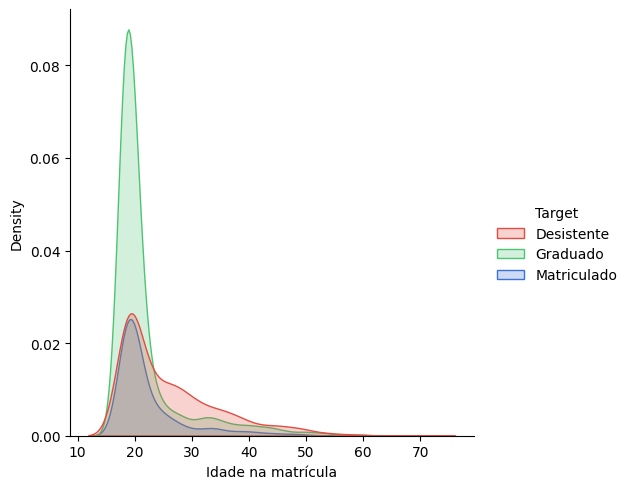 0.08
0.06
0.04
0.02
0.00
Density
10 20 30 40 50 60 70
Idade na matrícula
Target
Desistente
Graduado
Matriculado